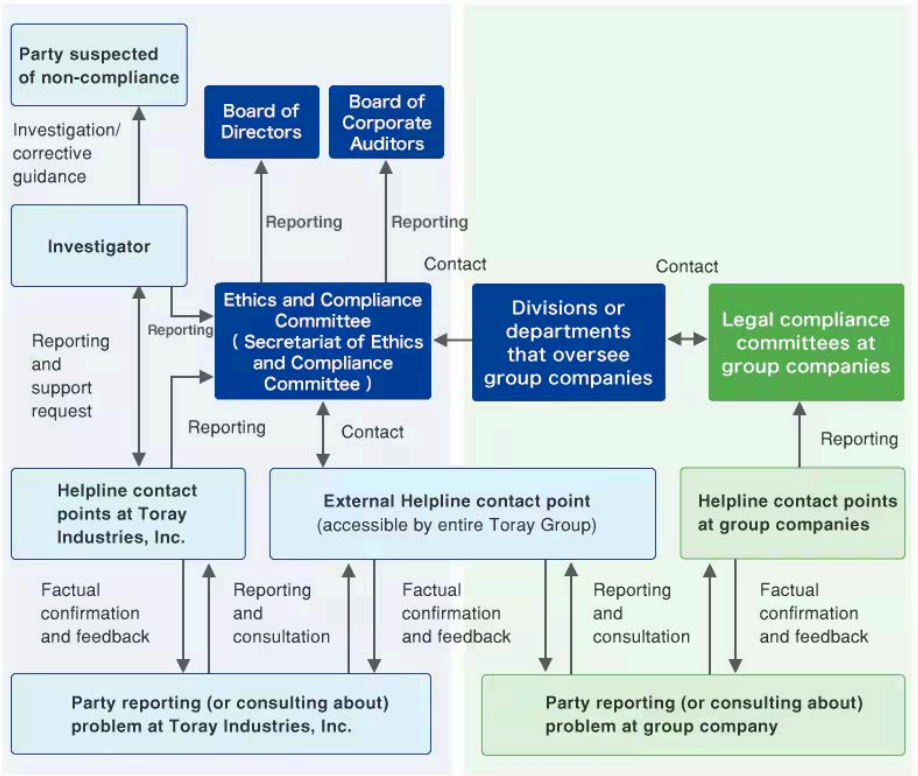 Party suspected
of non-compliance
Investigation/
corrective
guidance
Board of
Directors
Board of
Corporate
Auditors
Investigator
Reporting
Reporting
Contact
Contact
Reporting
Ethics and Compliance
Committee
( Secretariat of Ethics
and Compliance
Committee )
Divisions or
departments
that oversee
group companies
Legal compliance
committees at
group companies
Reporting
and
support
request
Reporting
Contact
Reporting
Helpline contact
points at Toray
Industries, Inc.
External Helpline contact point
(accessible by entire Toray Group)
Helpline contact points
at group companies
Factual
confirmation
and feedback
Reporting
and
consultation
Factual
confirmation
and feedback
Reporting
and
consultation
Factual
confirmation
and feedback
Party reporting (or consulting about)
problem at Toray Industries, Inc.
Party reporting (or consulting about)
problem at group company